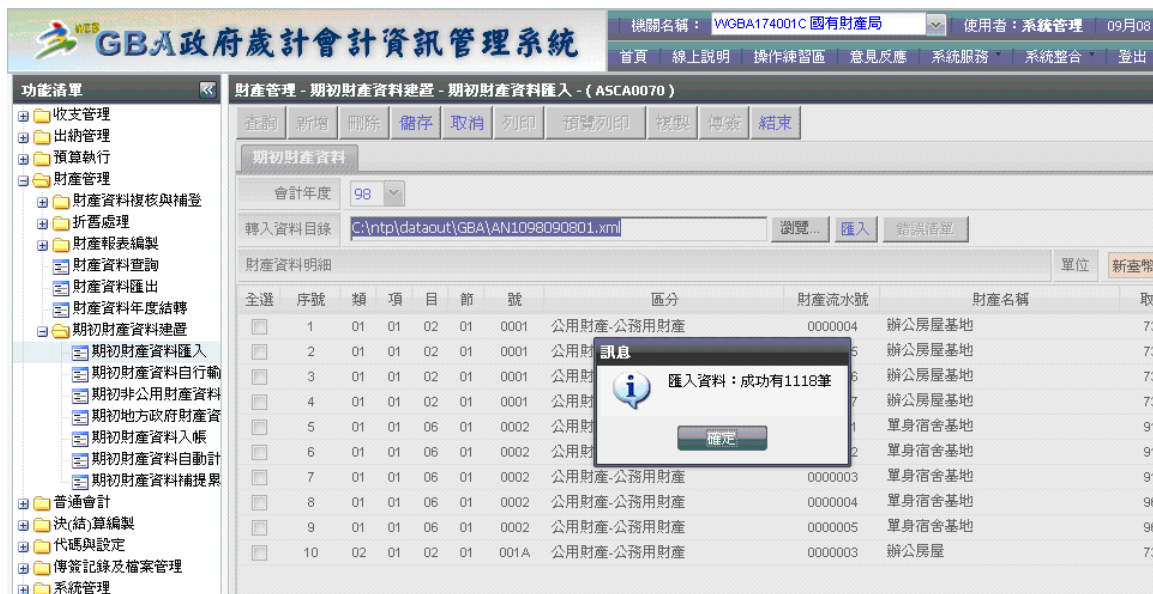 WEB GBA政府歲計會計資訊管理系統
機關名稱： WGBA174001C 國有財產局 使用者：系統管理 09月08
首頁 線上說明 操作練習區 意見反應 系統服務 系統整合 登出
功能清單
收支管理
出納管理
預算執行
財產管理
財產資料複核與補登
折舊處理
財產報表編製
財產資料查詢
財產資料匯出
財產資料年度結轉
期初財產資料建置
期初財產資料匯入
期初財產資料自行輸
期初非公用財產資料
期初地方政府財產資
期初財產資料入帳
期初財產資料自動計
期初財產資料補提累
普通會計
決(結)算編製
代碼與設定
傳簽記錄及檔案管理
系統管理
財產管理 - 期初財產資料建置 - 期初財產資料匯入 - ( ASCA0070 )
查詢 新增 刪除 儲存 取消 列印 預覽列印 複製 傳簽 結束
期初財產資料
會計年度 98
轉入資料目錄 C:\ntp\dataout\GBA\AN1098090801.xml 瀏覽... 匯入 錯誤清單
財產資料明細 單位 新臺幣
全選 序號 類 項 目 節 號 區分 財產流水號 財產名稱 取
1 01 01 02 01 0001 公用財產-公務用財產 0000004 辦公房屋基地 73
2 01 01 02 01 0001 公用財 5 辦公房屋基地 73
3 01 01 02 01 0001 公用財 6 辦公房屋基地 73
4 01 01 02 01 0001 公用財 7 辦公房屋基地 73
5 01 01 06 01 0002 公用財 1 單身宿舍基地 91
6 01 01 06 01 0002 公用財 2 單身宿舍基地 91
7 01 01 06 01 0002 公用財產-公務用財產 0000003 單身宿舍基地 91
8 01 01 06 01 0002 公用財產-公務用財產 0000004 單身宿舍基地 96
9 01 01 06 01 0002 公用財產-公務用財產 0000005 單身宿舍基地 96
10 02 01 02 01 001A 公用財產-公務用財產 0000003 辦公房屋 73
訊息
匯入資料：成功有1118筆
確定